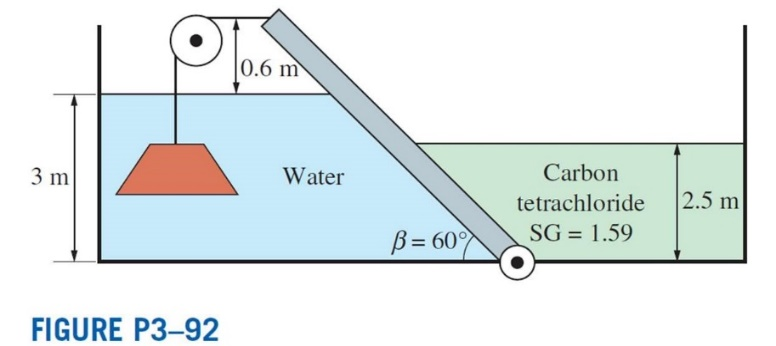 0.6 m
3 m
Water
Carbon
tetrachloride
SG = 1.59
2.5 m
β = 60°
FIGURE P3–92